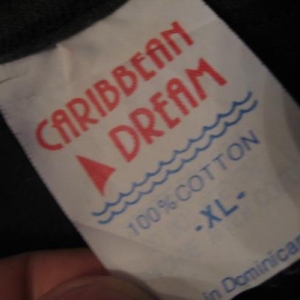 CARIBBEAN
DREAM
100% COTTON
-XL-
in Dominican